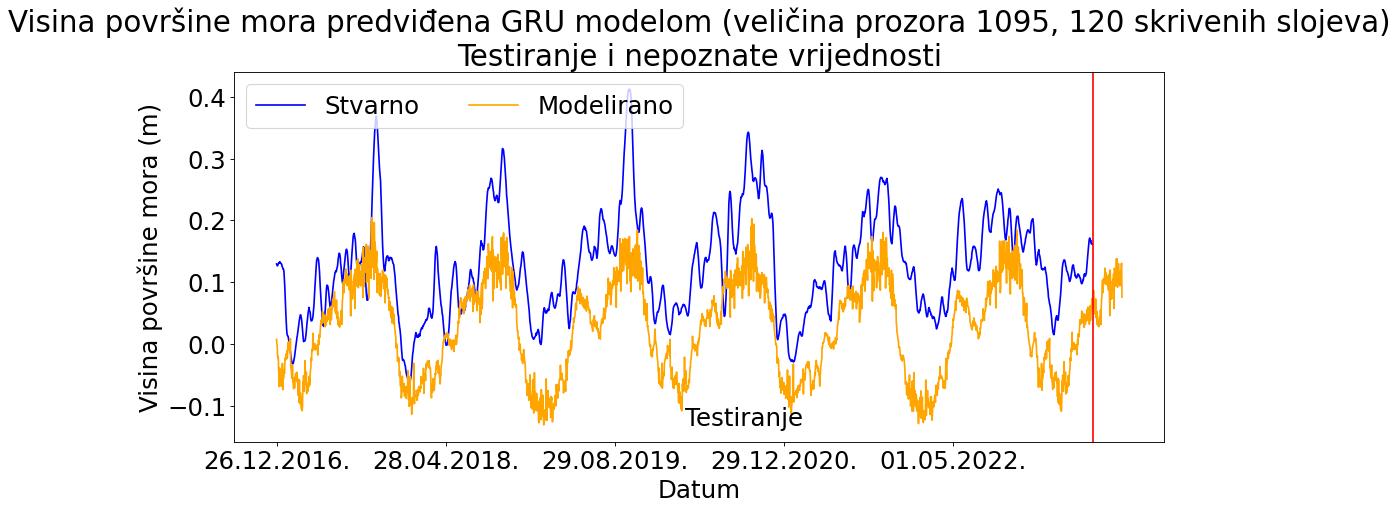 Visina površine mora predviđena GRU modelom (veličina prozora 1095, 120 skrivenih slojeva)
Testiranje i nepoznate vrijednosti
Stvarno
Modelirano
Visina površine mora (m)
0.4
0.3
0.2
0.1
0.0
−0.1
Testiranje
26.12.2016.
28.04.2018.
29.08.2019.
29.12.2020.
01.05.2022.
Datum